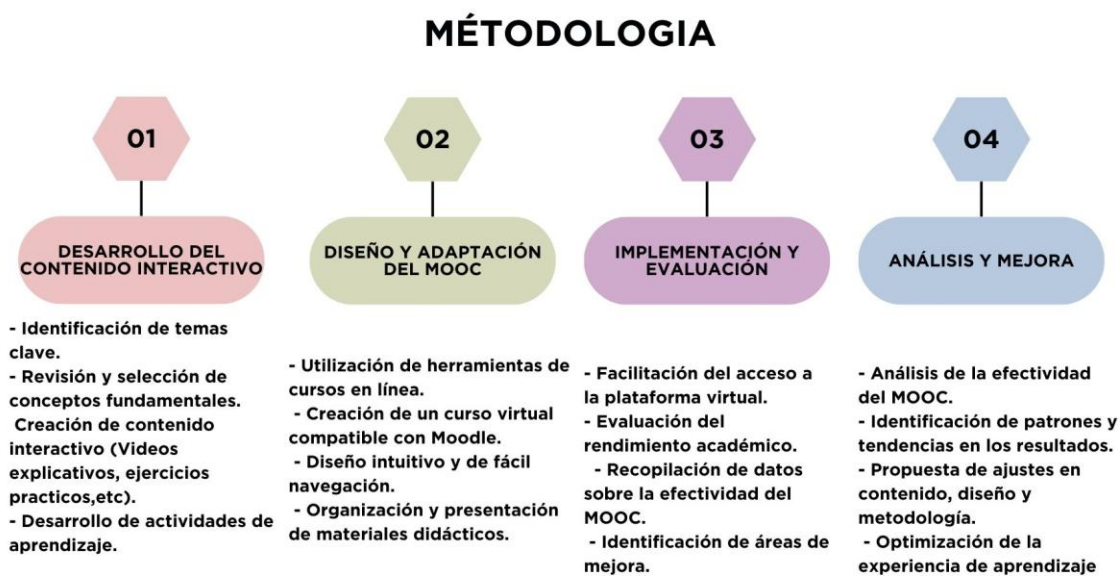 MÉTODOLOGIA
01
DESARROLLO DEL
CONTENIDO INTERACTIVO
- Identificación de temas
clave.
- Revisión y selección de
conceptos fundamentales.
Creación de contenido
interactivo (Videos
explicativos, ejercicios
practicos,etc).
- Desarrollo de actividades de
aprendizaje.
02
DISEÑO Y ADAPTACIÓN
DEL MOOC
- Utilización de herramientas de
cursos en línea.
- Creación de un curso virtual
compatible con Moodle.
- Diseño intuitivo y de fácil
navegación.
- Organización y presentación
de materiales didácticos.
03
IMPLEMENTACIÓN Y
EVALUACIÓN
- Facilitación del acceso a
la plataforma virtual.
- Evaluación del
rendimiento académico.
- Recopilación de datos
sobre la efectividad del
MOOC.
- Identificación de áreas de
mejora.
04
ANÁLISIS Y MEJORA
- Análisis de la efectividad
del MOOC.
- Identificación de patrones y
tendencias en los resultados.
- Propuesta de ajustes en
contenido, diseño y
metodología.
- Optimización de la
experiencia de aprendizaje